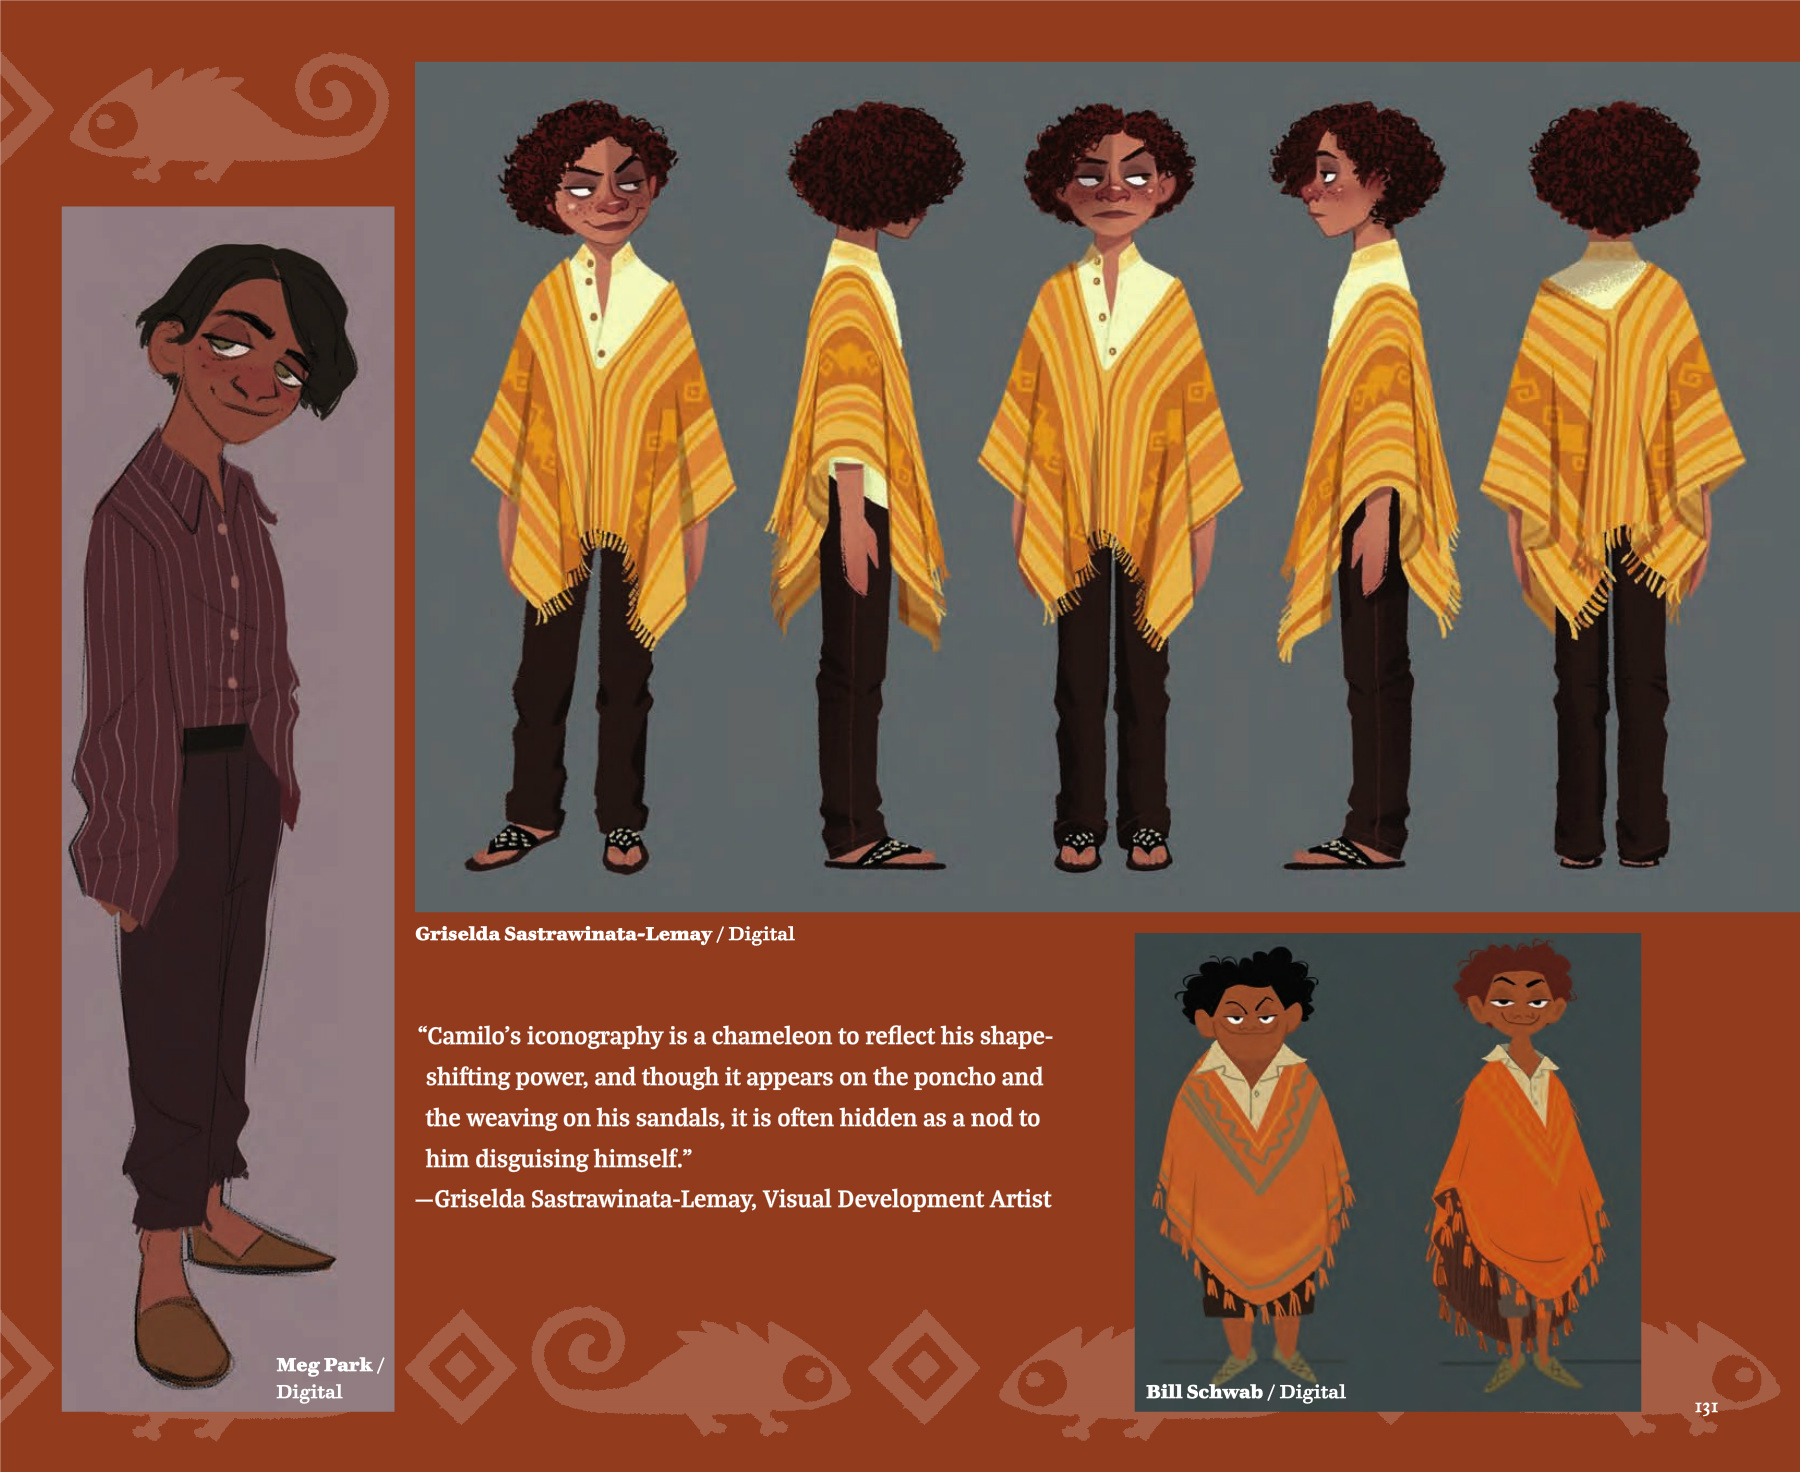 Griselda Sastrawinata-Lemay / Digital
“Camilo’s iconography is a chameleon to reflect his shape-
shifting power, and though it appears on the poncho and
the weaving on his sandals, it is often hidden as a nod to
him disguising himself.”
—Griselda Sastrawinata-Lemay, Visual Development Artist
Meg Park /
Digital
Bill Schwab / Digital
131